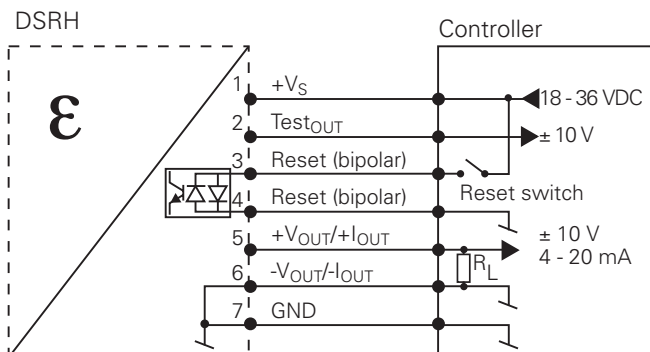 DSRH
Controller
ε
1 +VS 18 - 36 VDC
2 TestOUT ± 10 V
3 Reset (bipolar)
Reset switch
4 Reset (bipolar)
5 +VOUT/+IOUT ± 10 V
4 - 20 mA
RL
6 -VOUT/-IOUT
7 GND